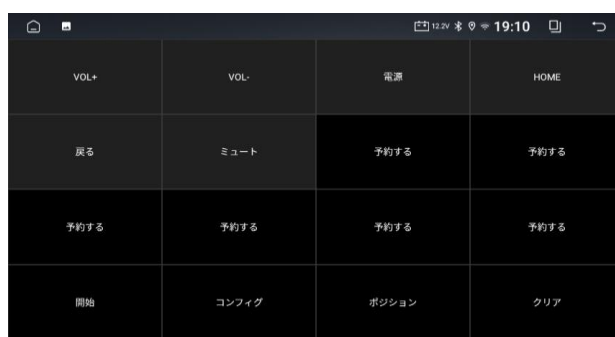 12.2V 19:10
VOL+ VOL- 電源 HOME
戻る ミュート 予約する 予約する
予約する 予約する 予約する 予約する
開始 コンフィグ ポジション クリア